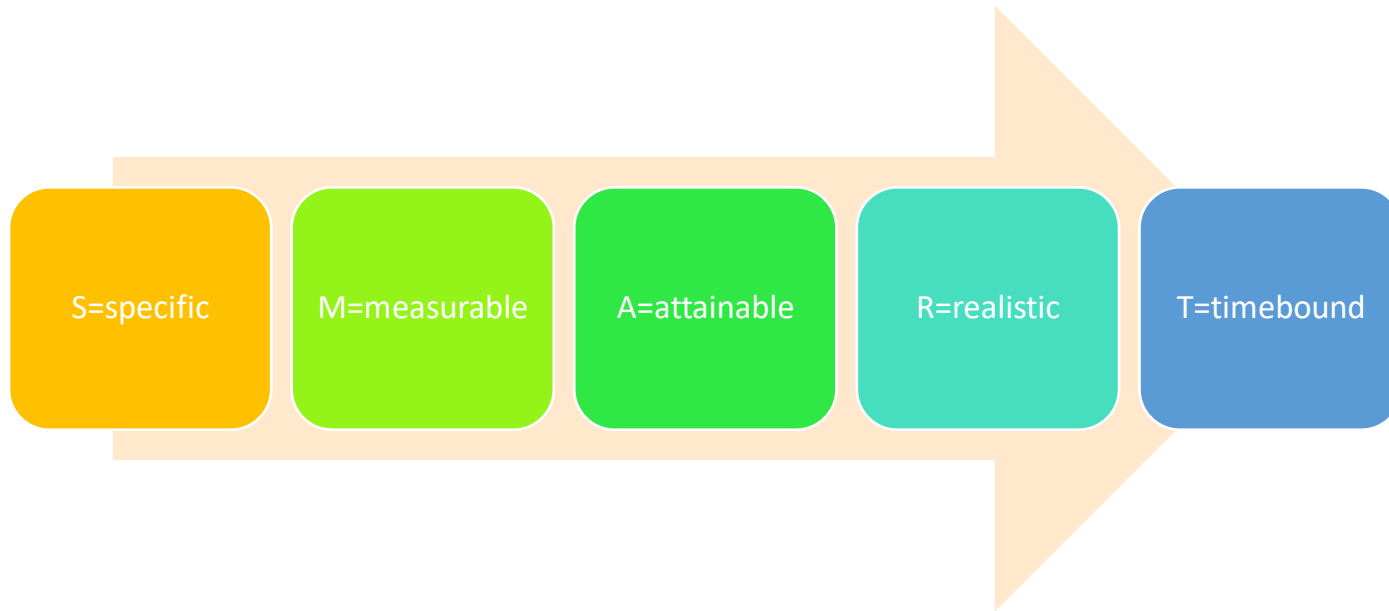 S=specific
M=measurable
A=attainable
R=realistic
T=timebound